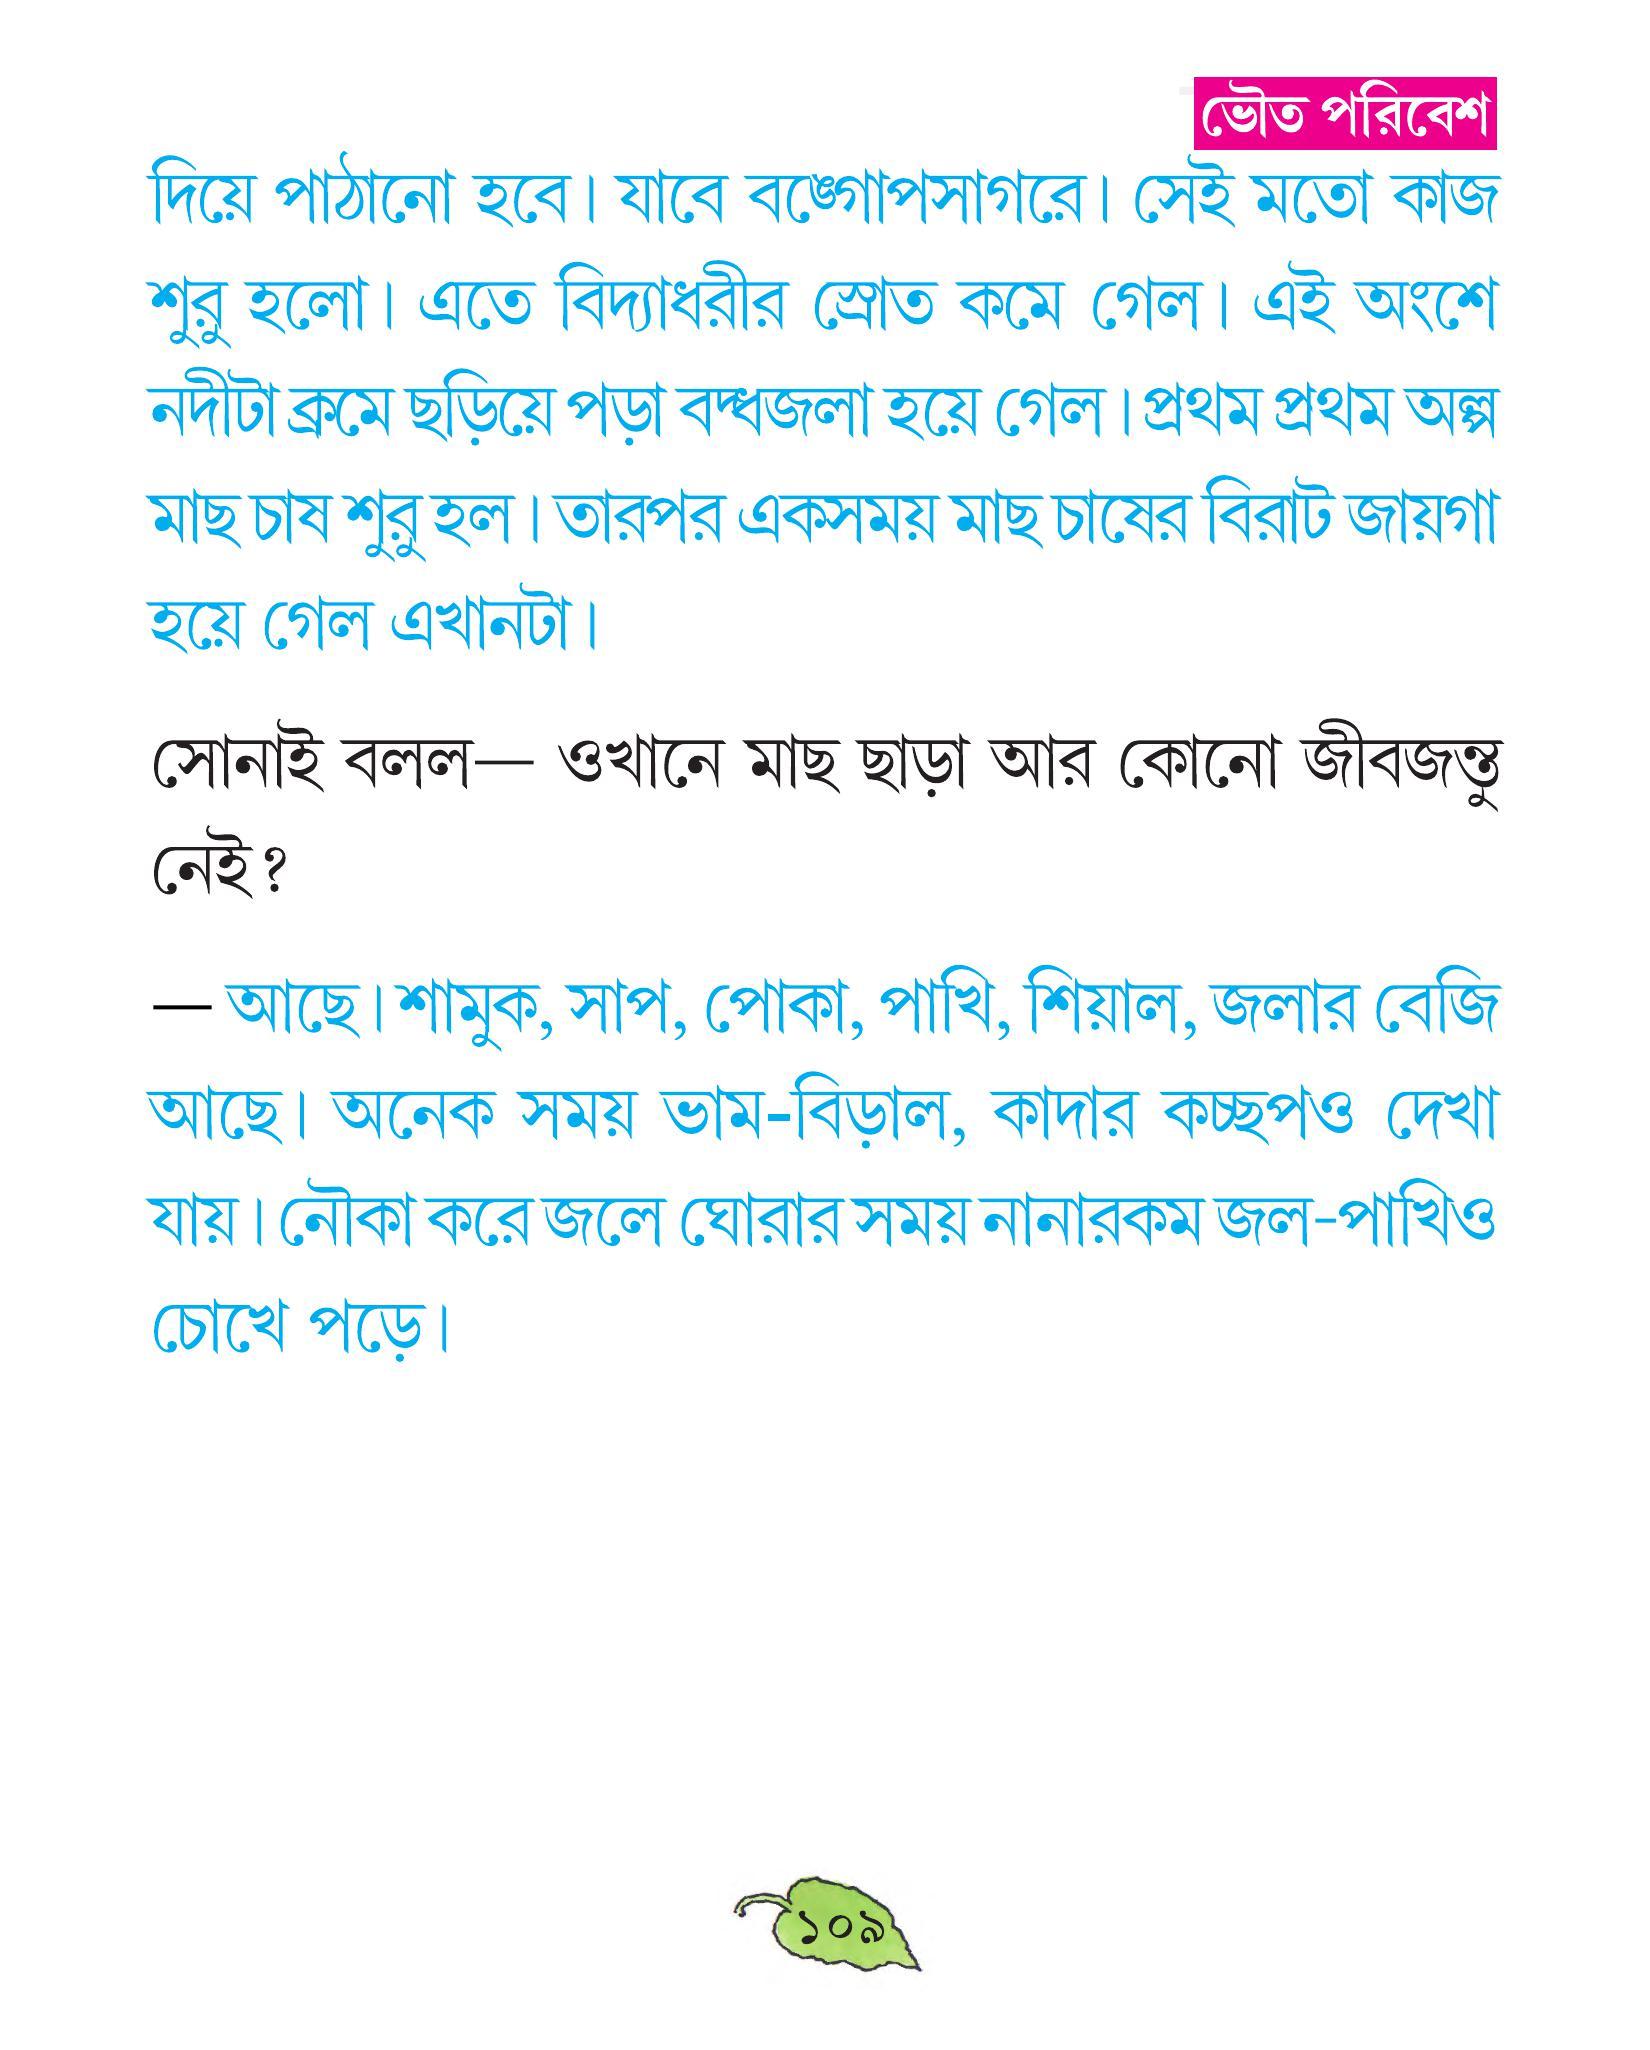 ভৌত পরিবেশ
দিয়ে পাঠানো হবে। যাবে বঙ্গোপসাগরে। সেই মতো কাজ
শুরু হলো। এতে বিদ্যাধরীর স্রোত কমে গেল। এই অংশে
নদীটা ক্রমে ছড়িয়ে পড়া বদ্ধজলা হয়ে গেল। প্রথম প্রথম অল্প
মাছ চাষ শুরু হল। তারপর একসময় মাছ চাষের বিরাট জায়গা
হয়ে গেল এখানটা।
সোনাই বলল— ওখানে মাছ ছাড়া আর কোনো জীবজন্তু
নেই?
— আছে। শামুক, সাপ, পোকা, পাখি, শিয়াল, জলার বেজি
আছে। অনেক সময় ভাম-বিড়াল, কাদার কচ্ছপও দেখা
যায়। নৌকা করে জলে ঘোরার সময় নানারকম জল-পাখিও
চোখে পড়ে।
১০৯